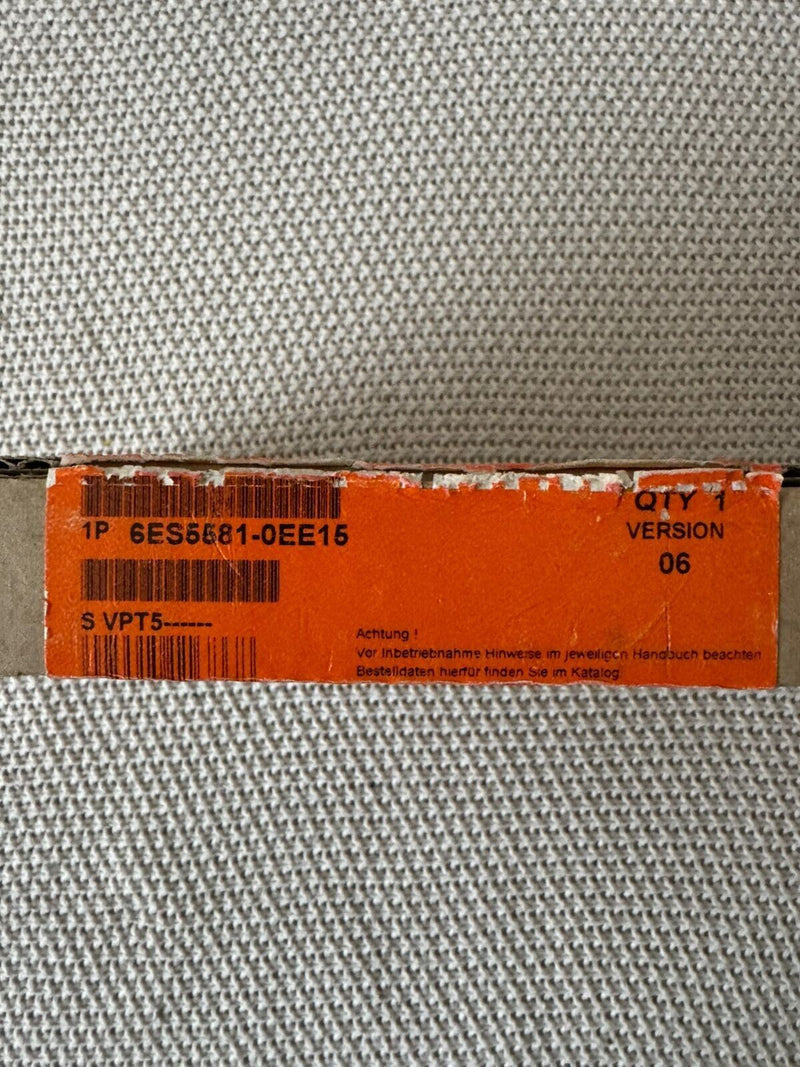 1P 6ES5581-0EE15
QTY 1
VERSION
06
S VPT5------
Achtung !
Vor Inbetriebnahme Hinweise im jeweiligen Handbuch beachten
Bestelldaten hierfür finden Sie im Katalog